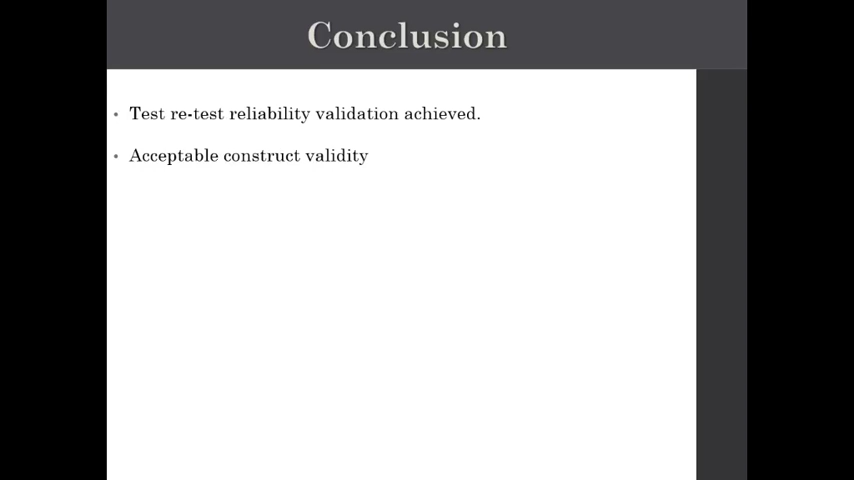 Conclusion
• Test re-test reliability validation achieved.
• Acceptable construct validity